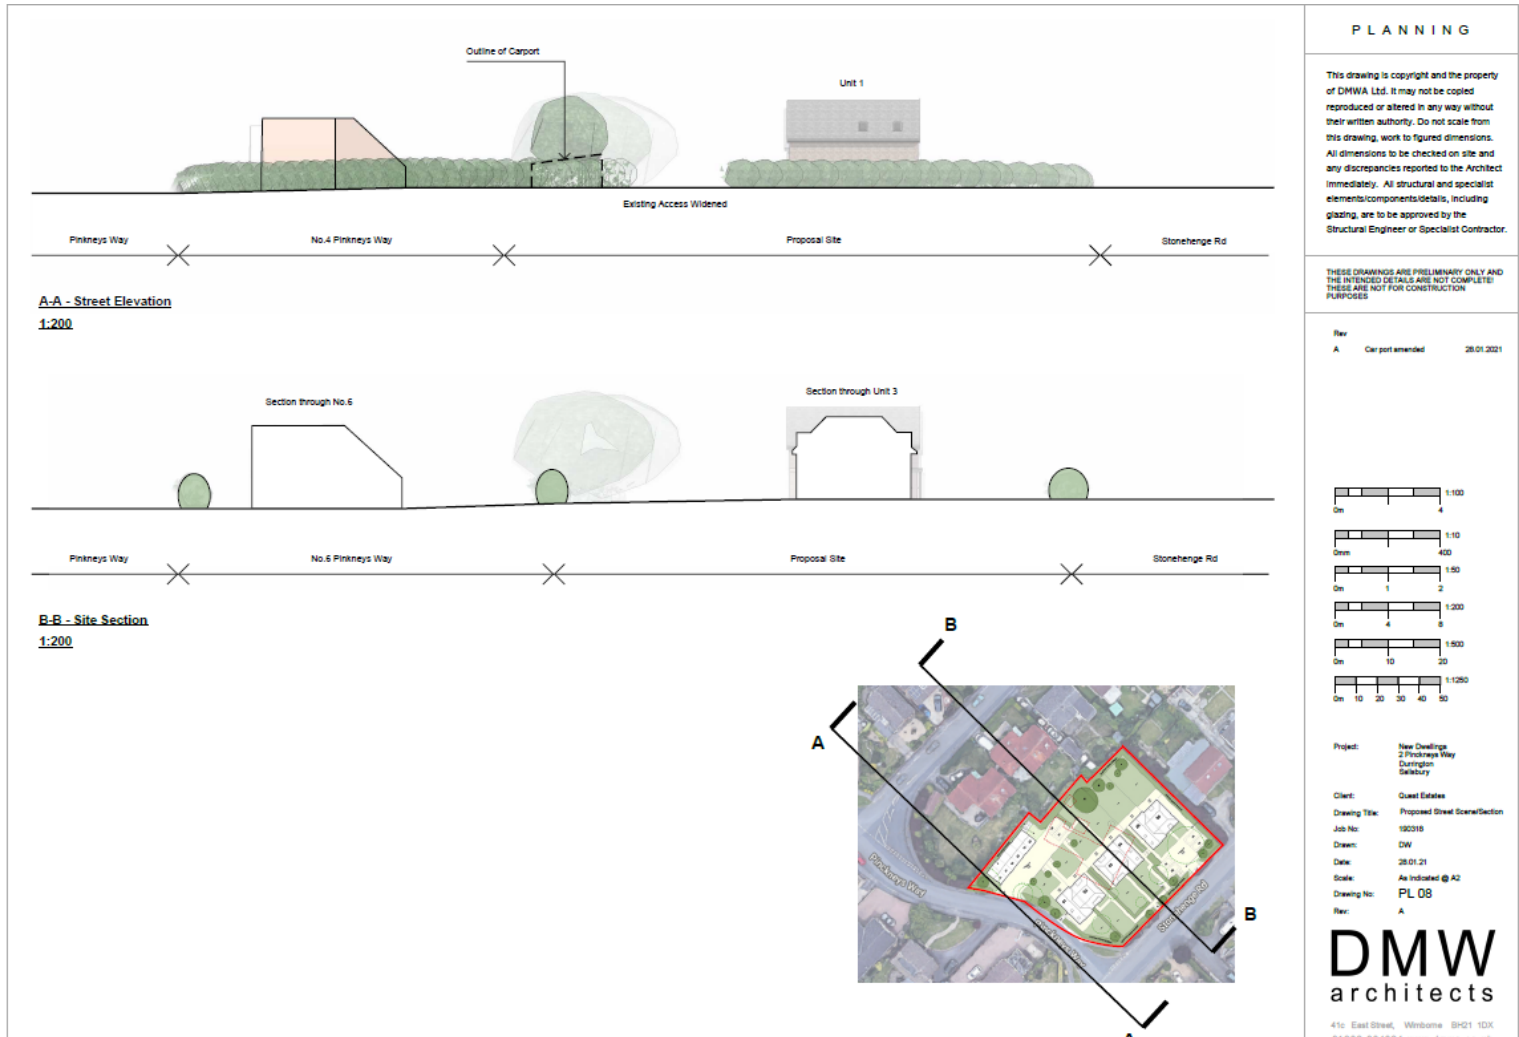 Outline of Carport
Unit 1
Existing Access Widened
Pinkneys Way
No.4 Pinkneys Way
Proposal Site
Stonehenge Rd
A-A - Street Elevation
1:200
Section through No.6
Section through Unit 3
Pinkneys Way
No.6 Pinkneys Way
Proposal Site
Stonehenge Rd
B-B - Site Section
1:200
B
A
Pinckneys Way
Pinckneys Way
Stonehenge Rd
B
PLANNING
This drawing is copyright and the property
of DMWA Ltd. It may not be copied
reproduced or altered in any way without
their written authority. Do not scale from
this drawing, work to figured dimensions.
All dimensions to be checked on site and
any discrepancies reported to the Architect
immediately. All structural and specialist
elements/components/details, including
glazing, are to be approved by the
Structural Engineer or Specialist Contractor.
THESE DRAWINGS ARE PRELIMINARY ONLY AND
THE INTENDED DETAILS ARE NOT COMPLETE!
THESE ARE NOT FOR CONSTRUCTION
PURPOSES
Rev
A Car port amended 28.01.2021
1:100
0m 4
1:10
0mm 400
1:50
0m 1 2
1:200
0m 4 8
1:500
0m 10 20
1:1250
0m 10 20 30 40 50
Project: New Dwellings
2 Pinckneys Way
Durrington
Salisbury
Client: Quest Estates
Drawing Title: Proposed Street Scene/Section
Job No: 190318
Drawn: DW
Date: 28.01.21
Scale: As indicated @ A2
Drawing No: PL 08
Rev: A
DMW
architects
41c East Street, Wimborne BH21 1DX